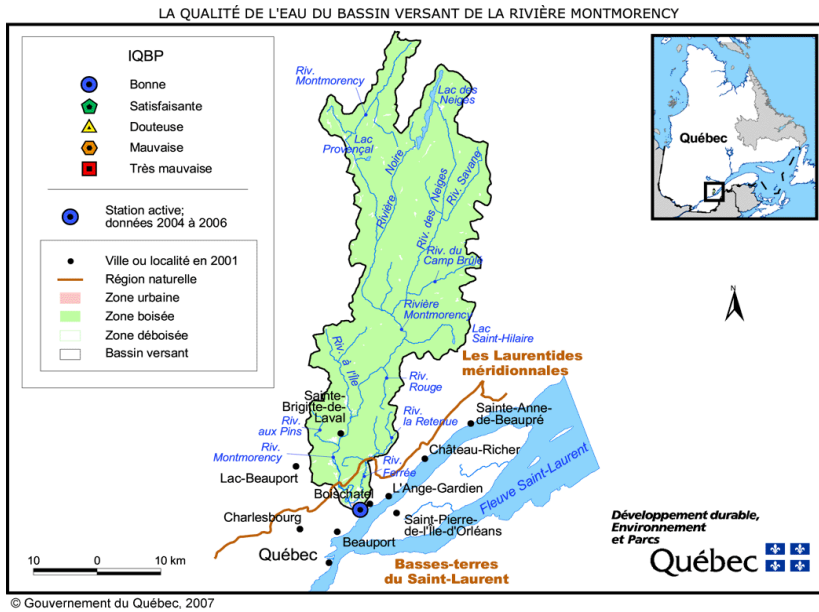 LA QUALITÉ DE L'EAU DU BASSIN VERSANT DE LA RIVIÈRE MONTMORENCY
IQBP
Bonne
Satisfaisante
Douteuse
Mauvaise
Très mauvaise
Station active;
données 2004 à 2006
Ville ou localité en 2001
Région naturelle
Zone urbaine
Zone boisée
Zone déboisée
Bassin versant
Riv.
Montmorency
Lac des
Neiges
Lac
Provençal
Rivière Noire
Riv. des Neiges
Riv. Savane
Riv. du
Camp Brûlé
Rivière
Montmorency
Lac
Saint-Hilaire
Riv. à l'Île
Les Laurentides
méridionnales
Riv.
Rouge
Sainte-
Brigitte-de-
Laval
Riv.
aux Pins
Riv.
la Retenue
Sainte-Anne-
de-Beaupré
Riv.
Montmorency
Riv.
Ferrée
Château-Richer
Lac-Beauport
Boischatel
L'Ange-Gardien
Fleuve Saint-Laurent
Charlesbourg
Saint-Pierre-
de-l'Île-d'Orléans
Beauport
Québec
Basses-terres
du Saint-Laurent
10 0 10 km
Québec
N
Développement durable,
Environnement
et Parcs
Québec
© Gouvernement du Québec, 2007